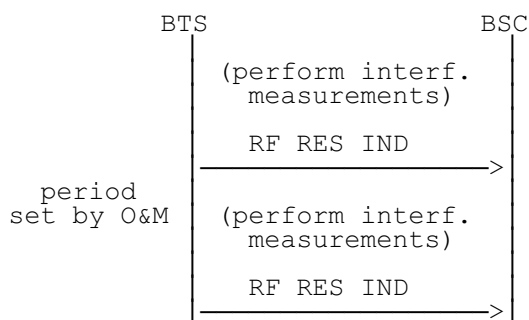 BTS BSC
(perform interf.
measurements)
RF RES IND
period
set by O&M
(perform interf.
measurements)
RF RES IND